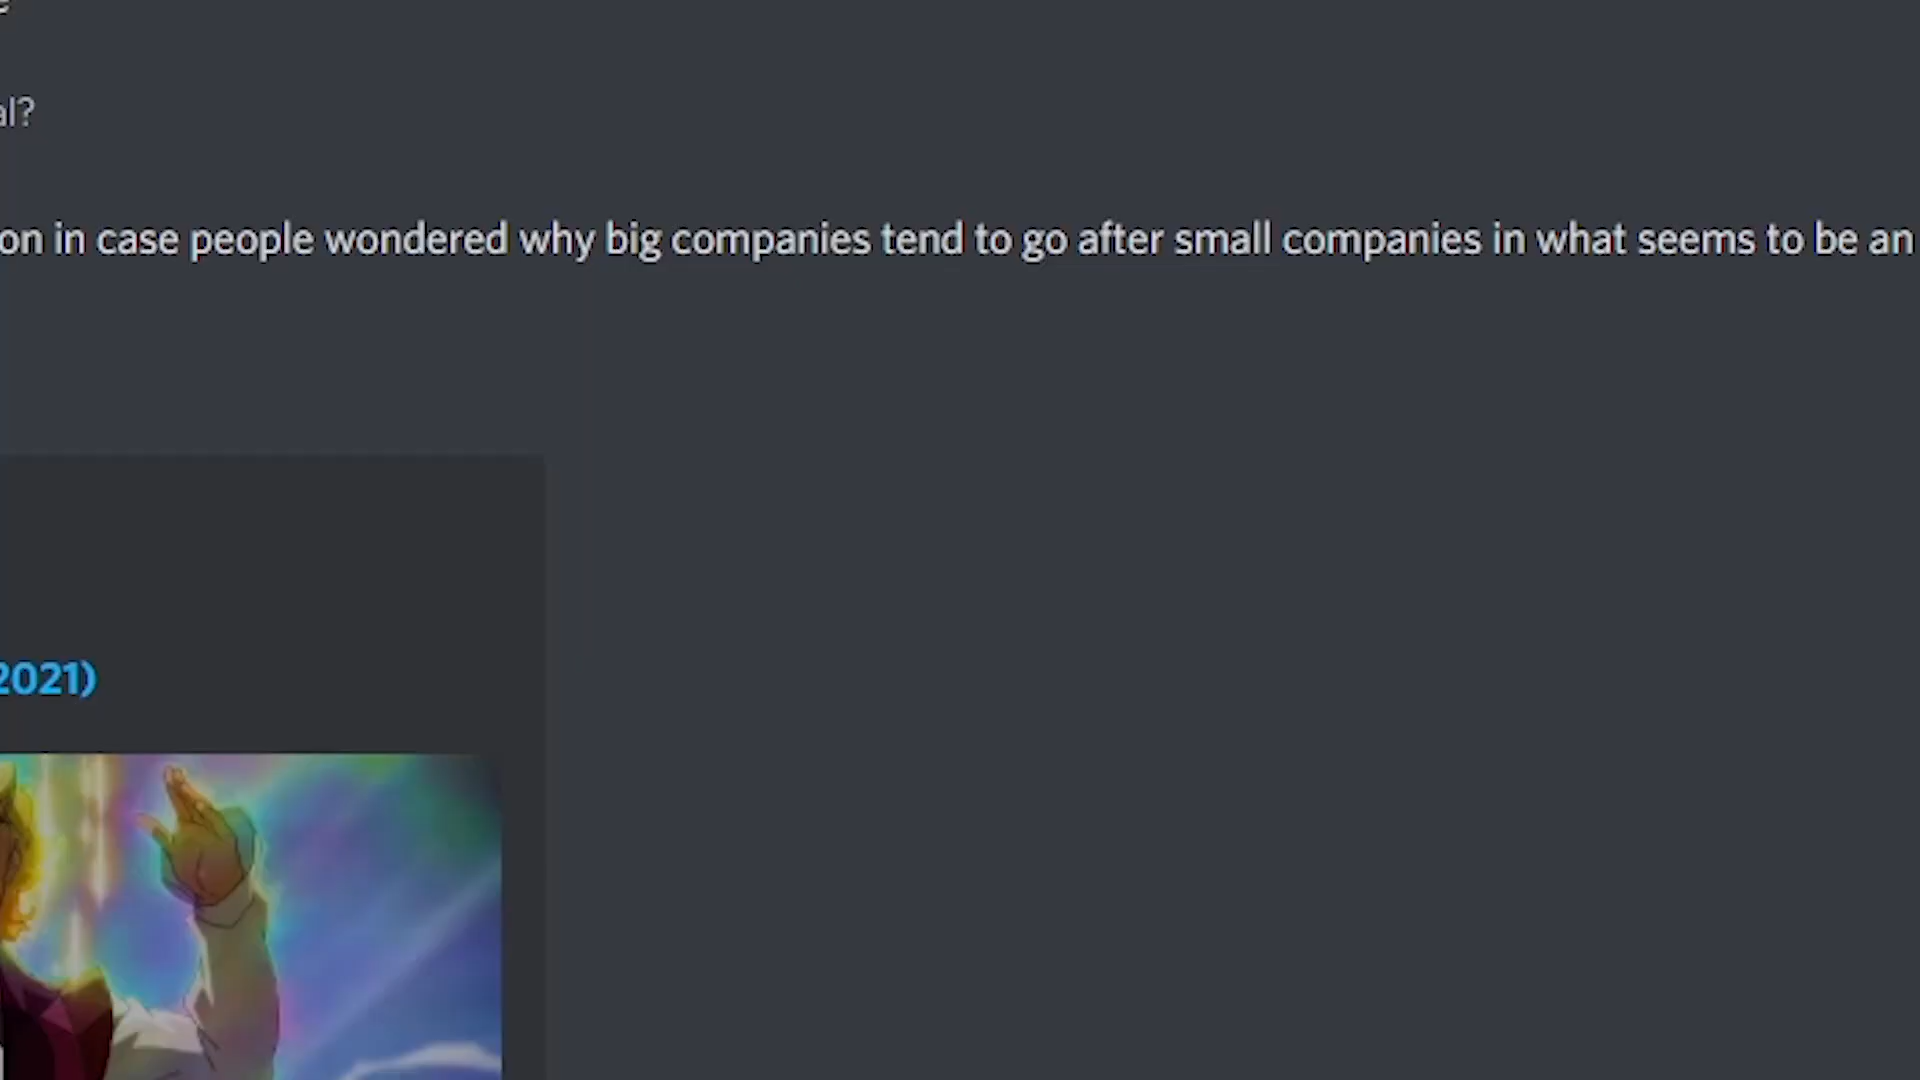 al?
on in case people wondered why big companies tend to go after small companies in what seems to be an
2021)